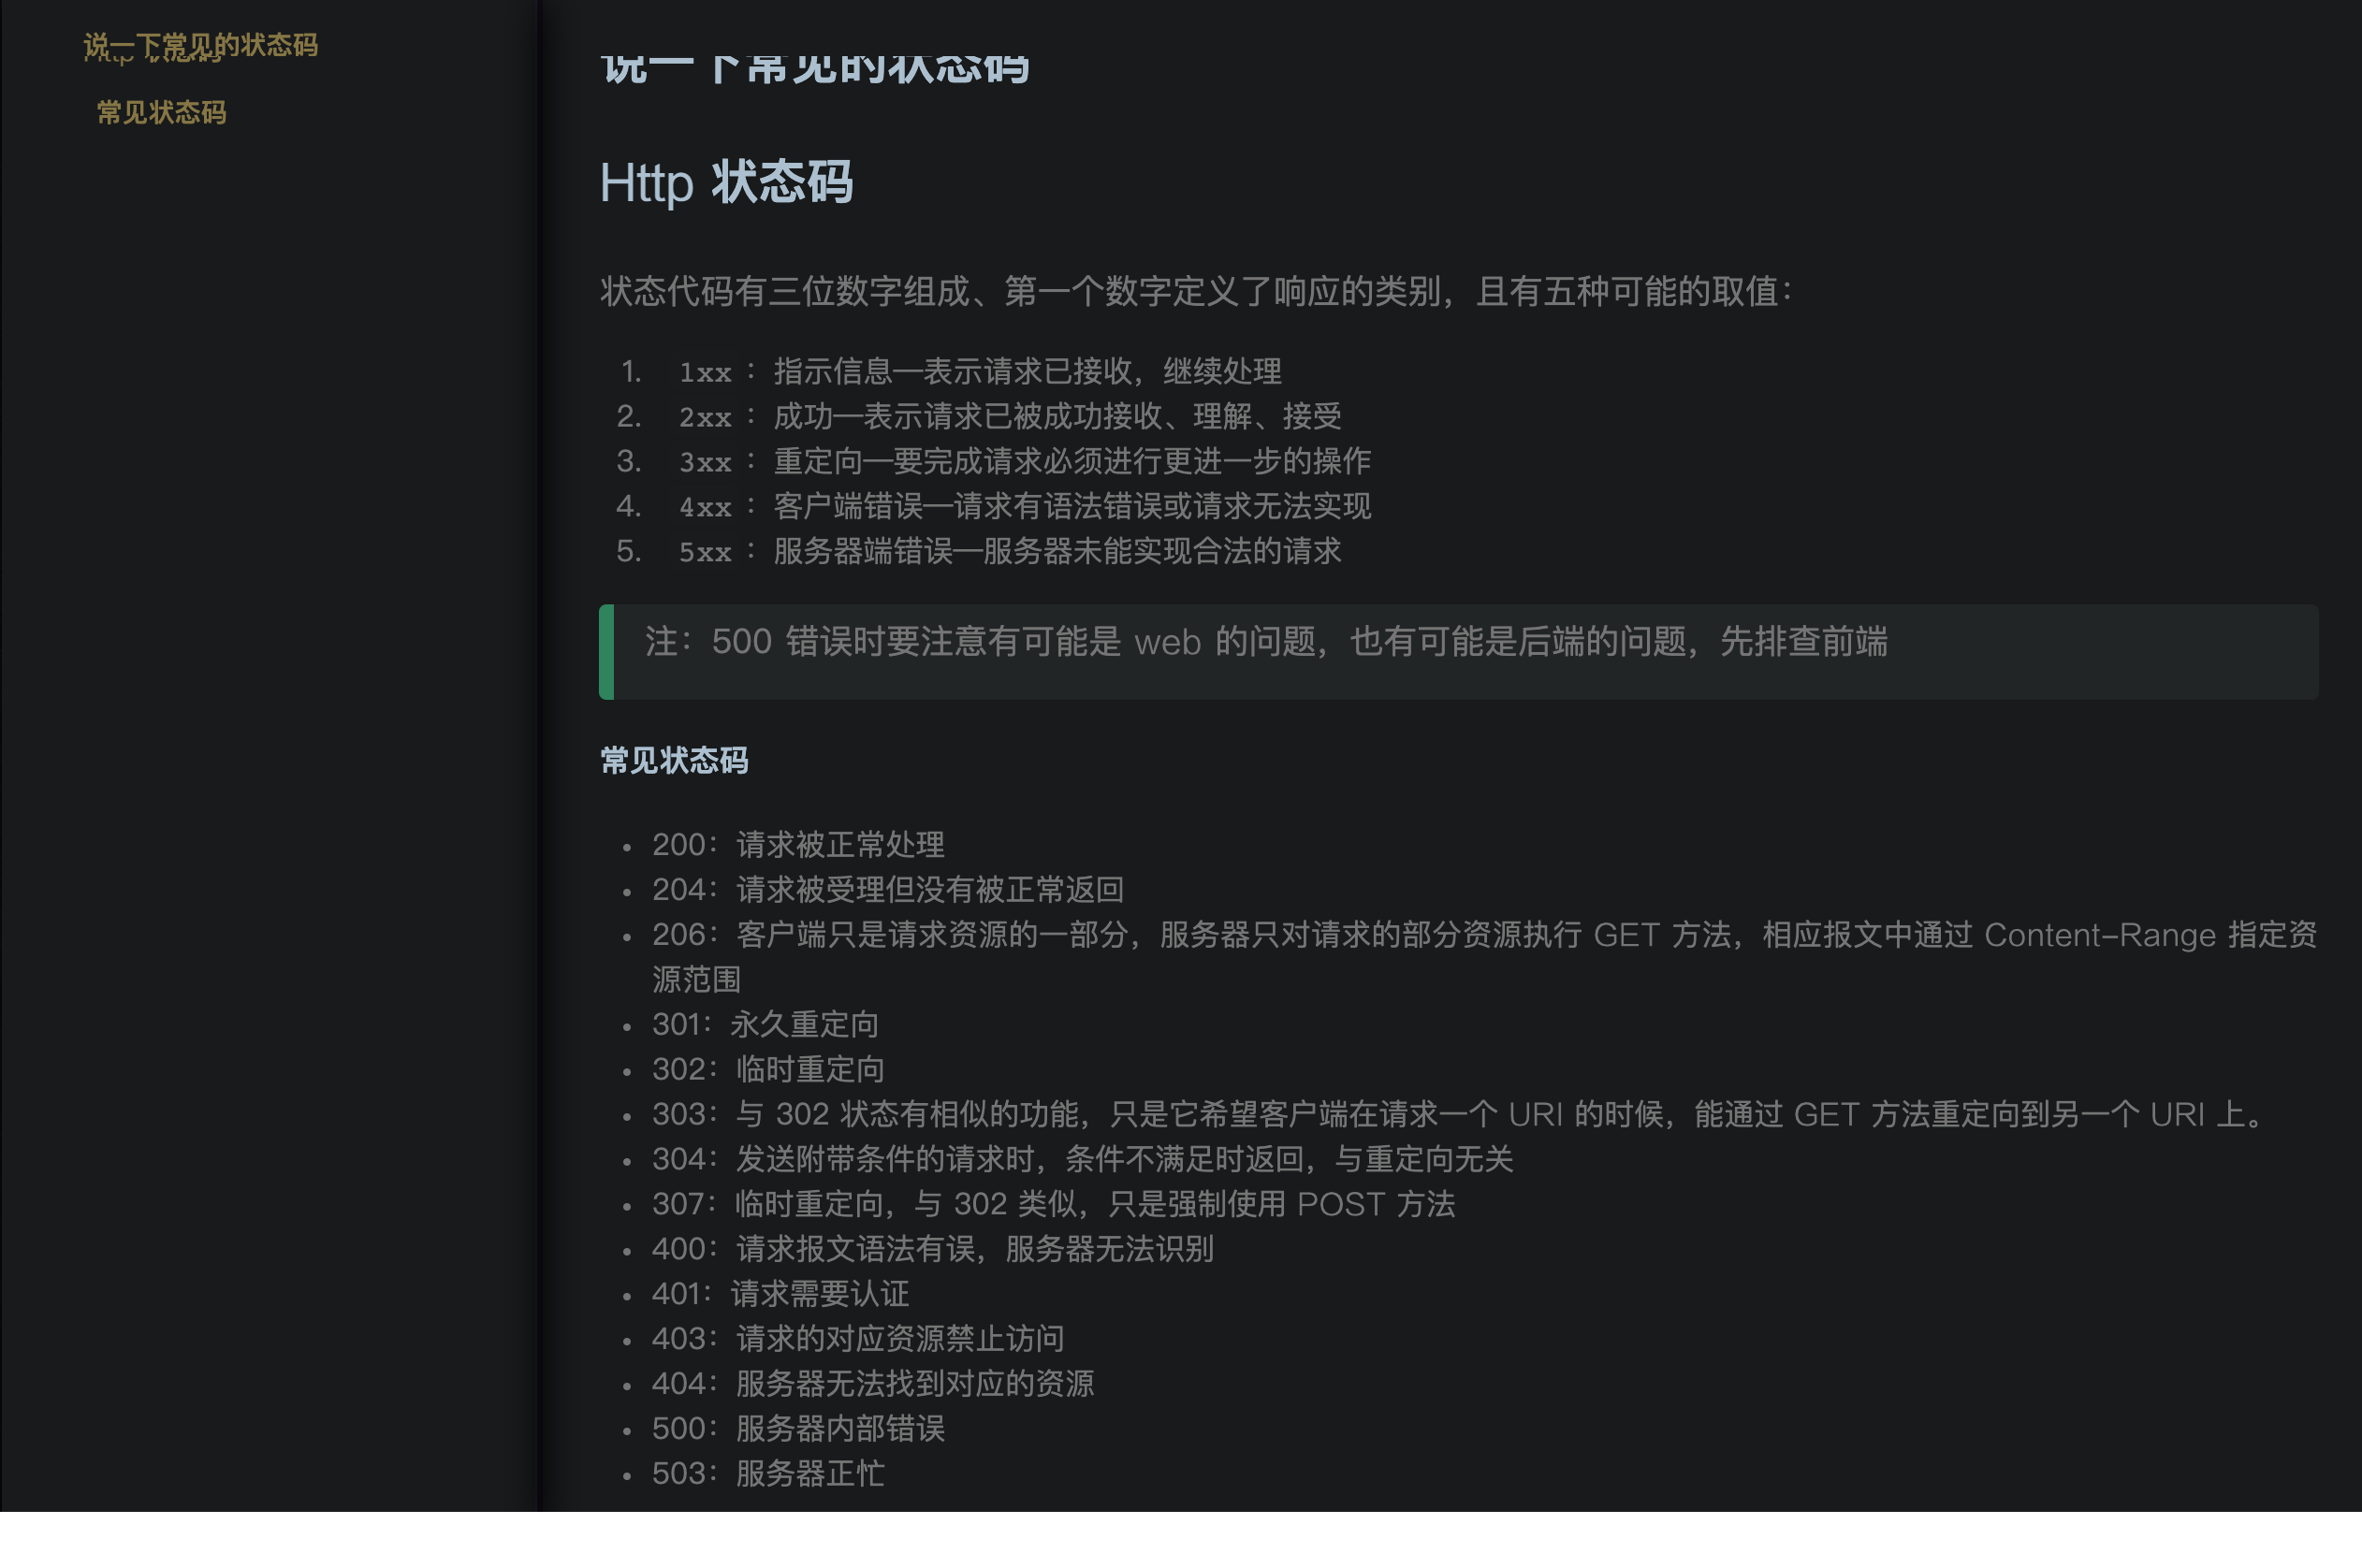 说一下常见的状态码
Http 状态码
常见状态码
说一下常见的状态码
Http 状态码
状态代码有三位数字组成、第一个数字定义了响应的类别，且有五种可能的取值：
1. 1xx ：指示信息—表示请求已接收，继续处理
2. 2xx ：成功—表示请求已被成功接收、理解、接受
3. 3xx ：重定向—要完成请求必须进行更进一步的操作
4. 4xx ：客户端错误—请求有语法错误或请求无法实现
5. 5xx ：服务器端错误—服务器未能实现合法的请求
注：500 错误时要注意有可能是 web 的问题，也有可能是后端的问题，先排查前端
常见状态码
• 200：请求被正常处理
• 204：请求被受理但没有被正常返回
• 206：客户端只是请求资源的一部分，服务器只对请求的部分资源执行 GET 方法，相应报文中通过 Content-Range 指定资
源范围
• 301：永久重定向
• 302：临时重定向
• 303：与 302 状态有相似的功能，只是它希望客户端在请求一个 URI 的时候，能通过 GET 方法重定向到另一个 URI 上。
• 304：发送附带条件的请求时，条件不满足时返回，与重定向无关
• 307：临时重定向，与 302 类似，只是强制使用 POST 方法
• 400：请求报文语法有误，服务器无法识别
• 401：请求需要认证
• 403：请求的对应资源禁止访问
• 404：服务器无法找到对应的资源
• 500：服务器内部错误
• 503：服务器正忙